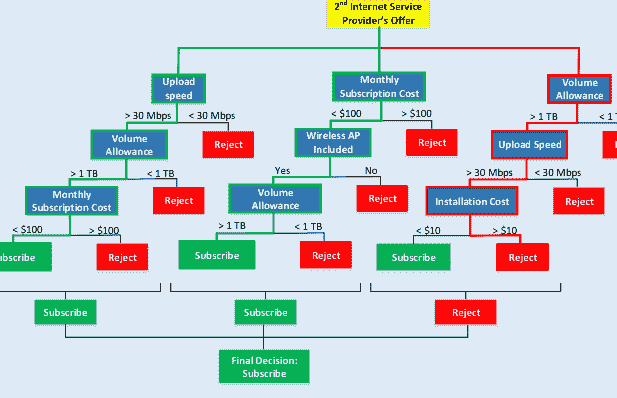 2nd Internet Service
Provider's Offer
Upload
speed
Monthly
Subscription Cost
Volume
Allowance
> 30 Mbps
< 30 Mbps
< $100
> $100
> 1 TB
< 1
Volume
Allowance
Reject
Wireless AP
Included
Reject
Upload Speed
> 1 TB
< 1 TB
Yes
No
> 30 Mbps
< 30 Mbps
Monthly
Subscription Cost
Reject
Volume
Allowance
Reject
Installation Cost
Reject
< $100
> $100
> 1 TB
< 1 TB
< $10
> $10
Reject
Subscribe
Reject
Subscribe
Reject
Subscribe
Subscribe
Reject
Final Decision:
Subscribe